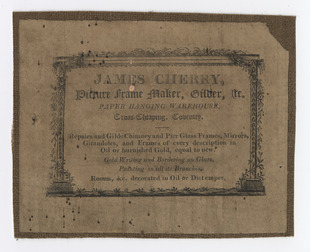 JAMES CHERRY,
Picture Frame Maker, Gilder, &c.
PAPER HANGING WAREHOUSE,
Cross Cheaping, Coventry.
Repairs and Gilds Chimney and Pier Glass Frames, Mirrors,
Girandoles, and Frames of every description in
Oil or burnished Gold, equal to new.
Gold Writing and Bordering on Glass,
Painting in all its Branches,
Rooms, &c. decorated in Oil or Distemper.